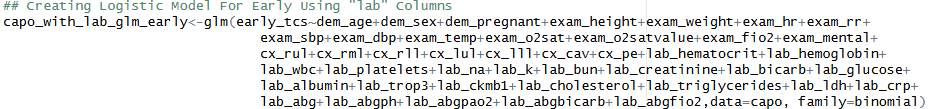 ## Creating Logistic Model For Early Using "lab" Columns
capo_with_lab_glm_early<-glm(early_tcs~dem_age+dem_sex+dem_pregnant+exam_height+exam_weight+exam_hr+exam_rr+
exam_sbp+exam_dbp+exam_temp+exam_o2sat+exam_o2satvalue+exam_fio2+exam_mental+
cx_rul+cx_rml+cx_rll+cx_lul+cx_lll+cx_cav+cx_pe+lab_hematocrit+lab_hemoglobin+
lab_wbc+lab_platelets+lab_na+lab_k+lab_bun+lab_creatinine+lab_bicarb+lab_glucose+
lab_albumin+lab_trop3+lab_ckmb1+lab_cholesterol+lab_triglycerides+lab_ldh+lab_crp+
lab_abg+lab_abgph+lab_abgpao2+lab_abgbicarb+lab_abgfio2,data=capo, family=binomial)